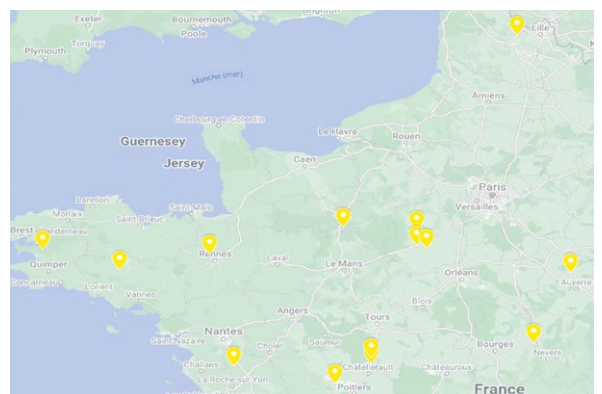 Exeter
Bournemouth
Brighton
Poole
Plymouth
Torquay
Lille
Manche (mer)
Amiens
Cherbourg-en-Cotentin
Le Havre
Rouen
Guernesey
Jersey
Caen
Paris
Versailles
Lannion
Saint-Malo
Morlaix
Saint-Brieuc
Brest
Landerneau
Rennes
Laval
Le Mans
Quimper
Orléans
Concarneau
Lorient
Vannes
Auxerre
Blois
Angers
Tours
Nantes
Saint-Nazaire
Cholet
Saumur
Bourges
Nevers
Challans
Châtellerault
Châteauroux
La Roche-sur-Yon
Poitiers
France